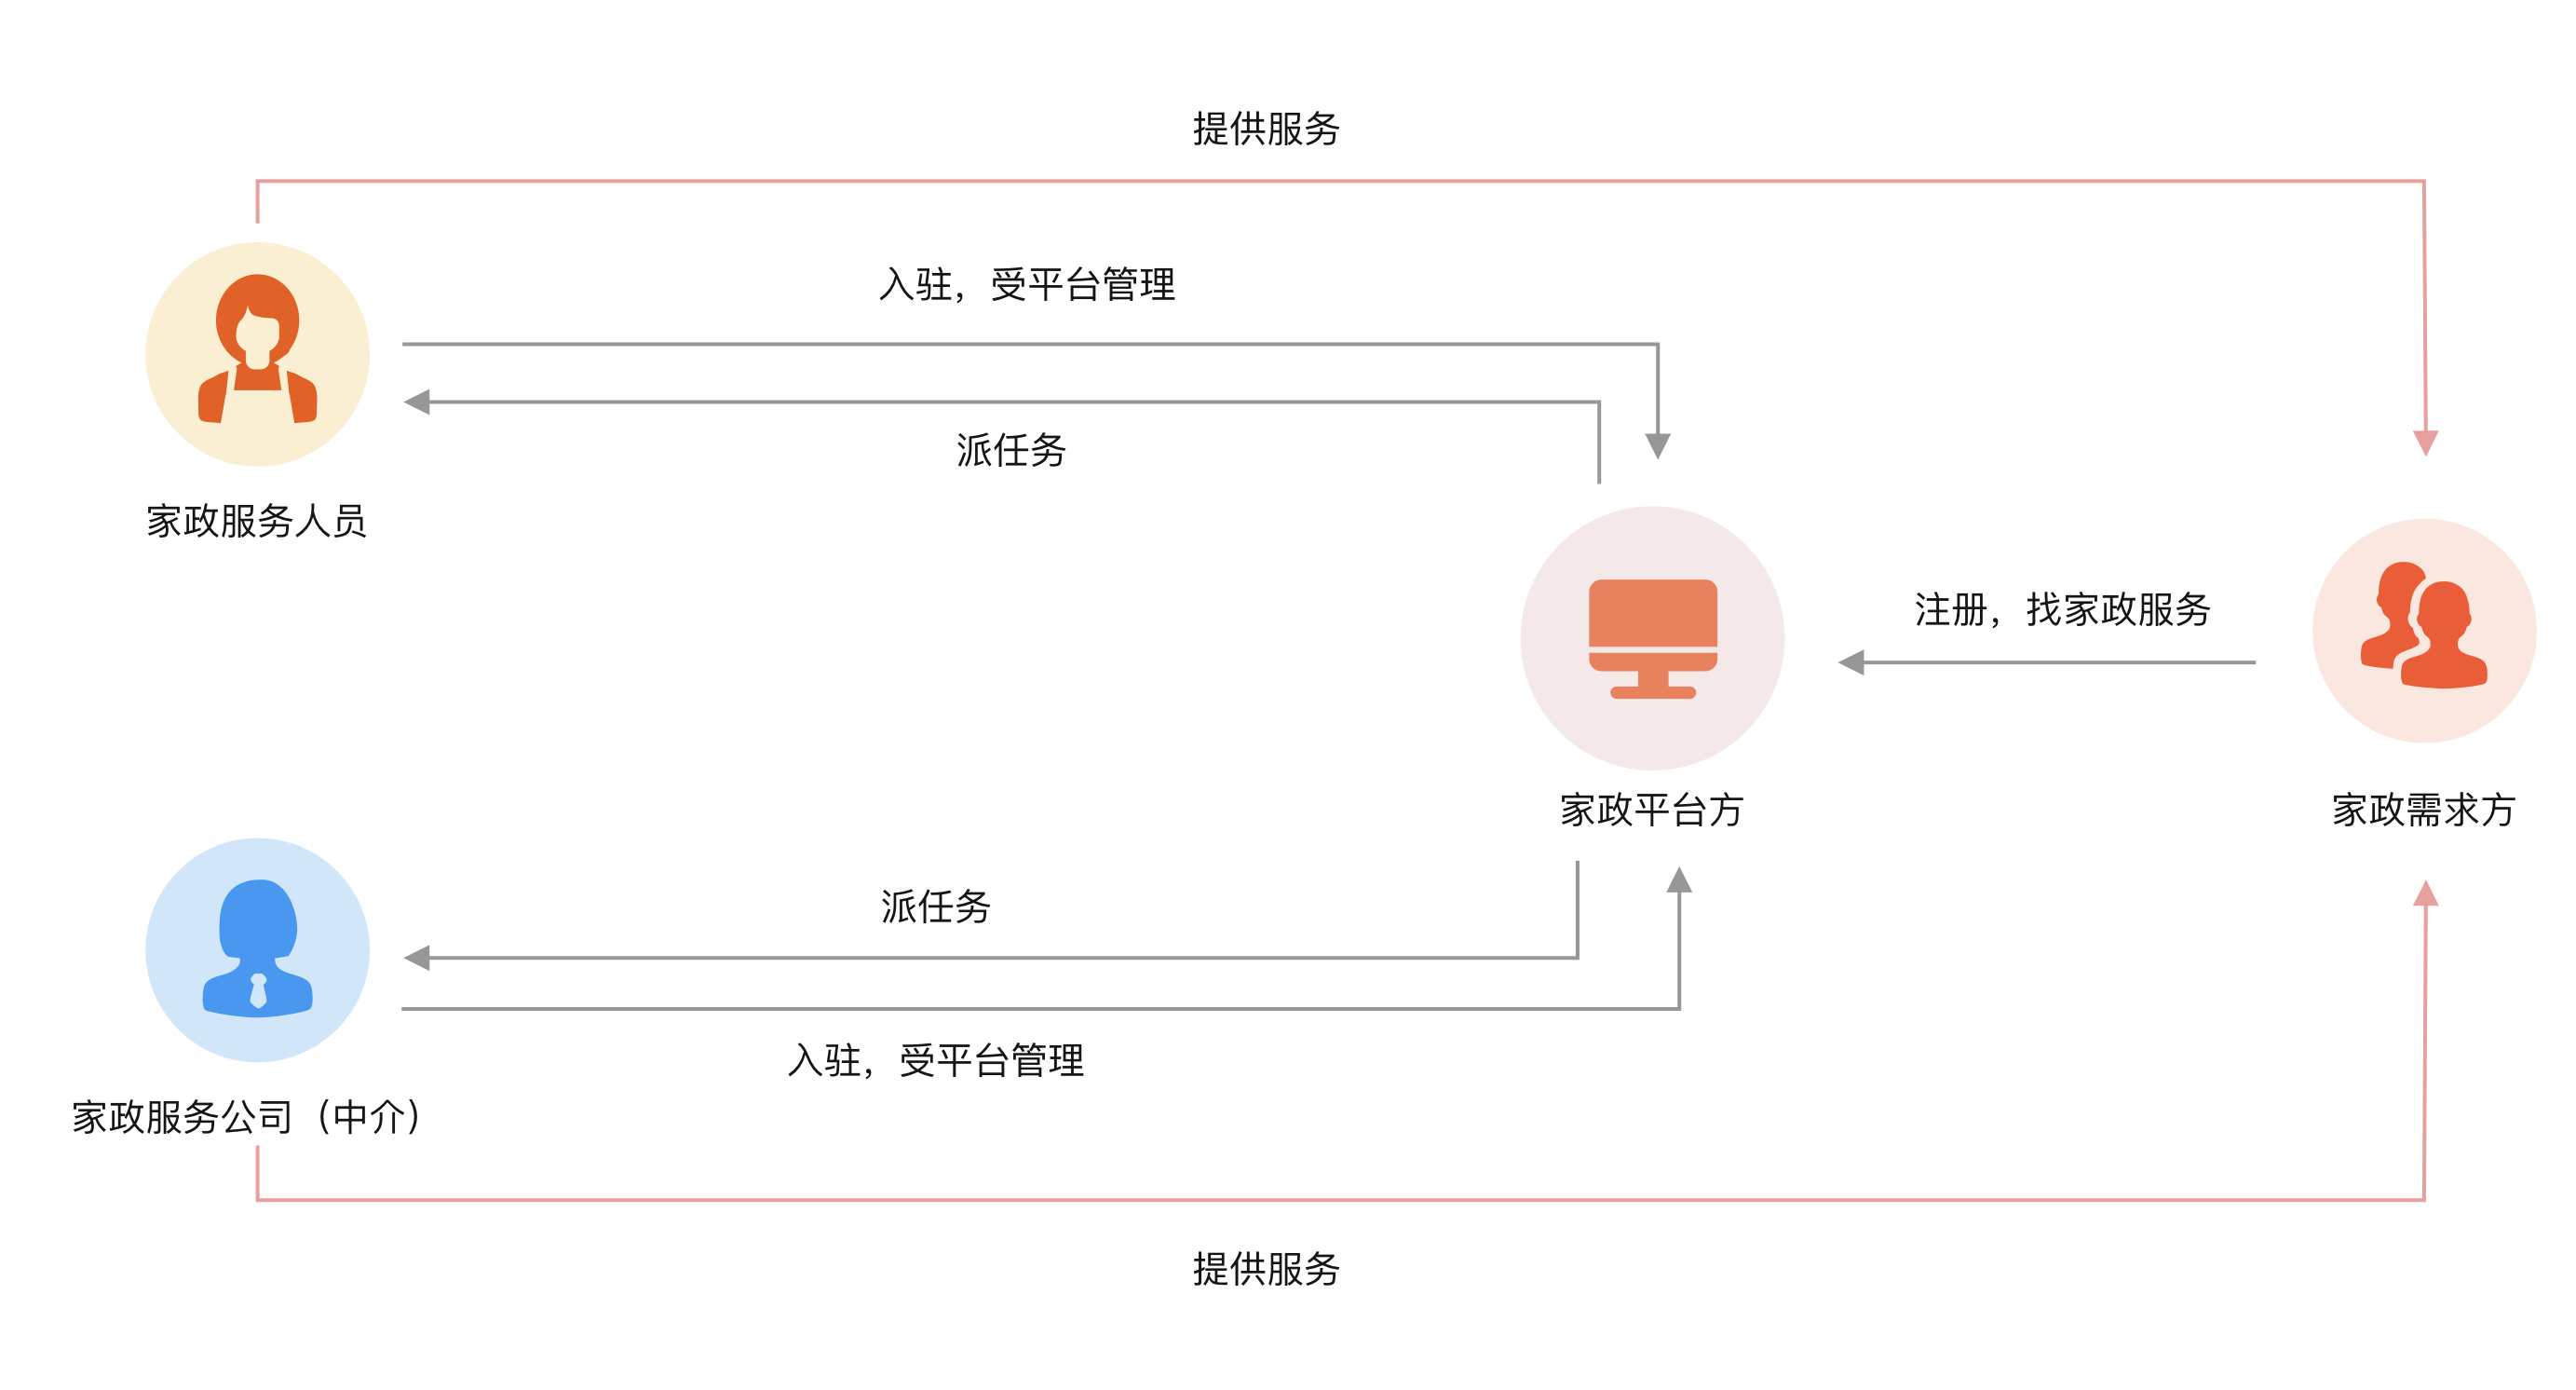 提供服务
入驻，受平台管理
派任务
家政服务人员
注册，找家政服务
家政平台方
家政需求方
派任务
入驻，受平台管理
家政服务公司（中介）
提供服务